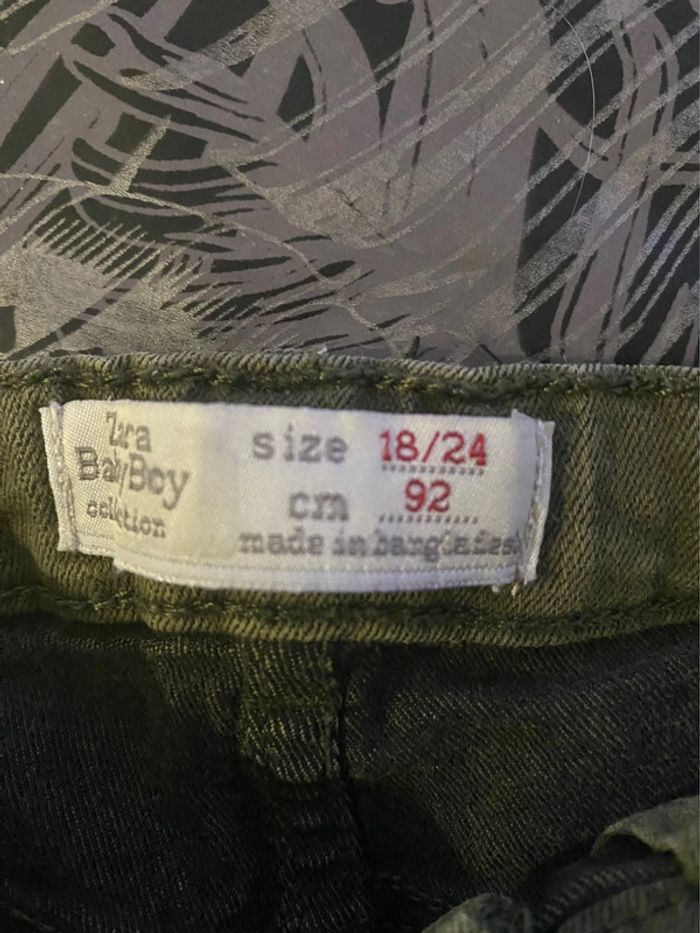 Zara
BabyBoy
collection
size 18/24
cm 92
made in bangladesh